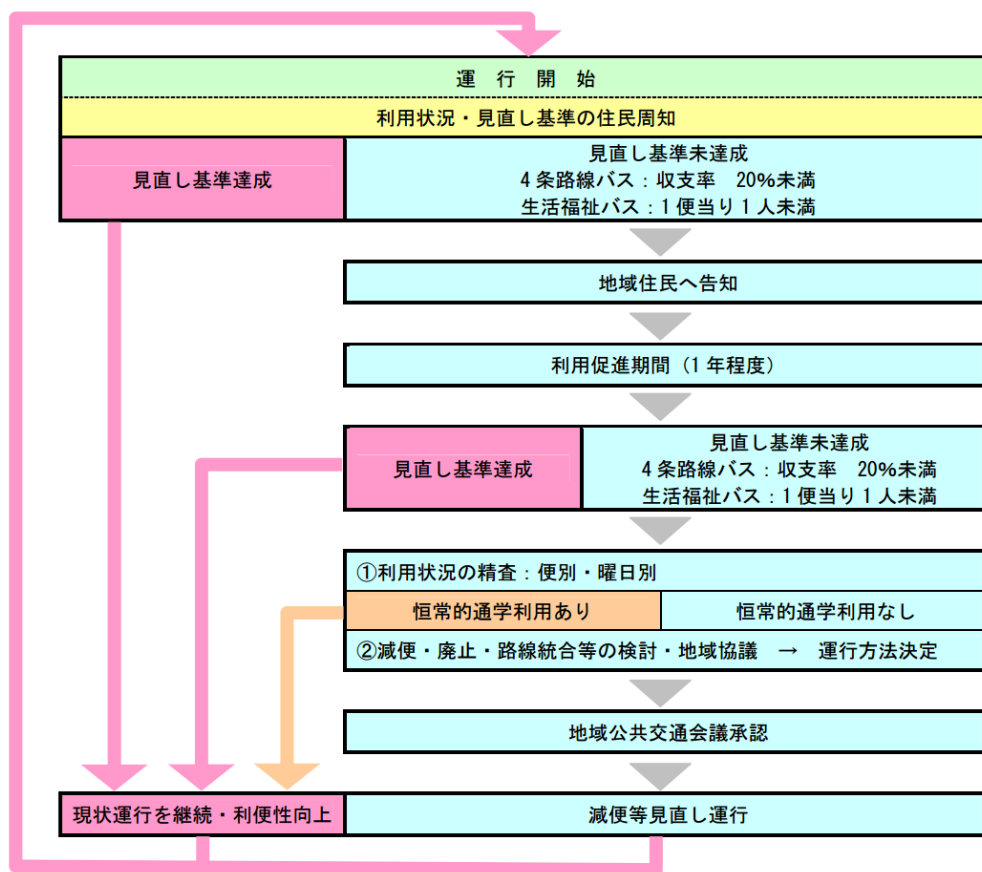 運 行 開 始
利用状況・見直し基準の住民周知
見直し基準達成
見直し基準未達成
4 条路線バス：収支率 20%未満
生活福祉バス：1 便当り 1 人未満
地域住民へ告知
利用促進期間（1 年程度）
見直し基準達成
見直し基準未達成
4 条路線バス：収支率 20%未満
生活福祉バス：1 便当り 1 人未満
①利用状況の精査：便別・曜日別
恒常的通学利用あり
恒常的通学利用なし
②減便・廃止・路線統合等の検討・地域協議 → 運行方法決定
地域公共交通会議承認
現状運行を継続・利便性向上
減便等見直し運行